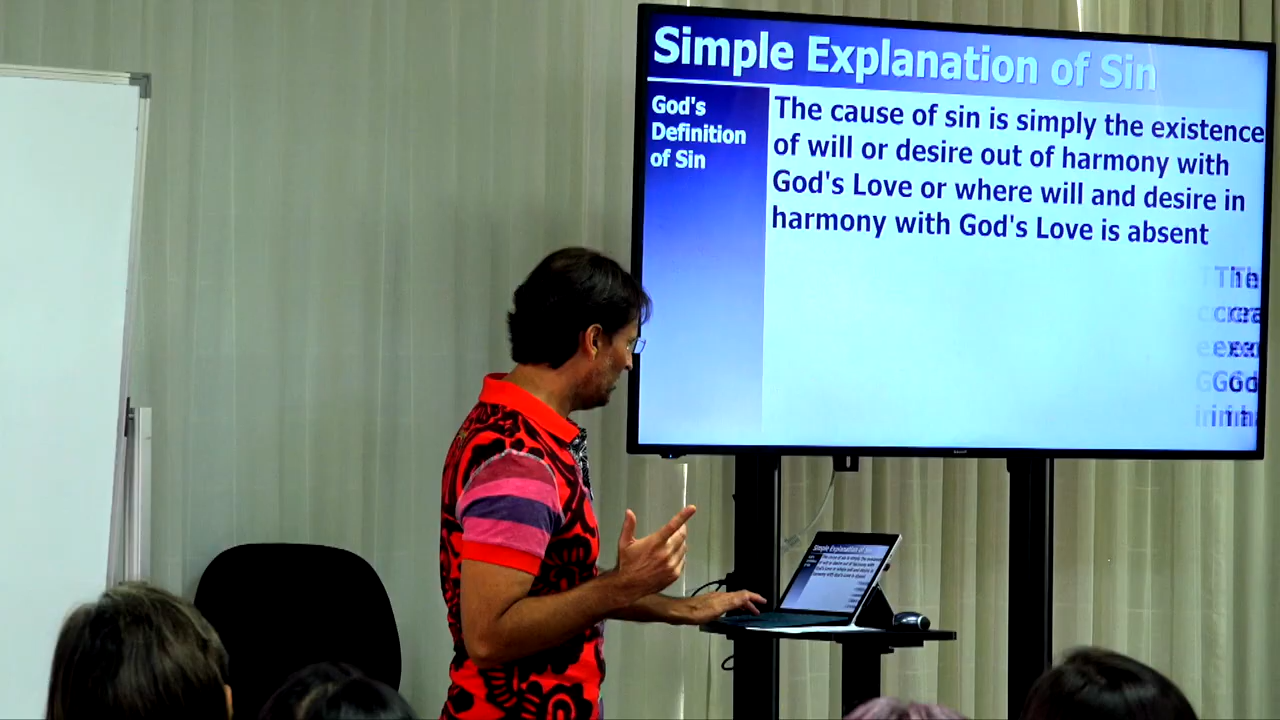 Simple Explanation of Sin
God's
Definition
of Sin
The cause of sin is simply the existence
of will or desire out of harmony with
God's Love or where will and desire in
harmony with God's Love is absent